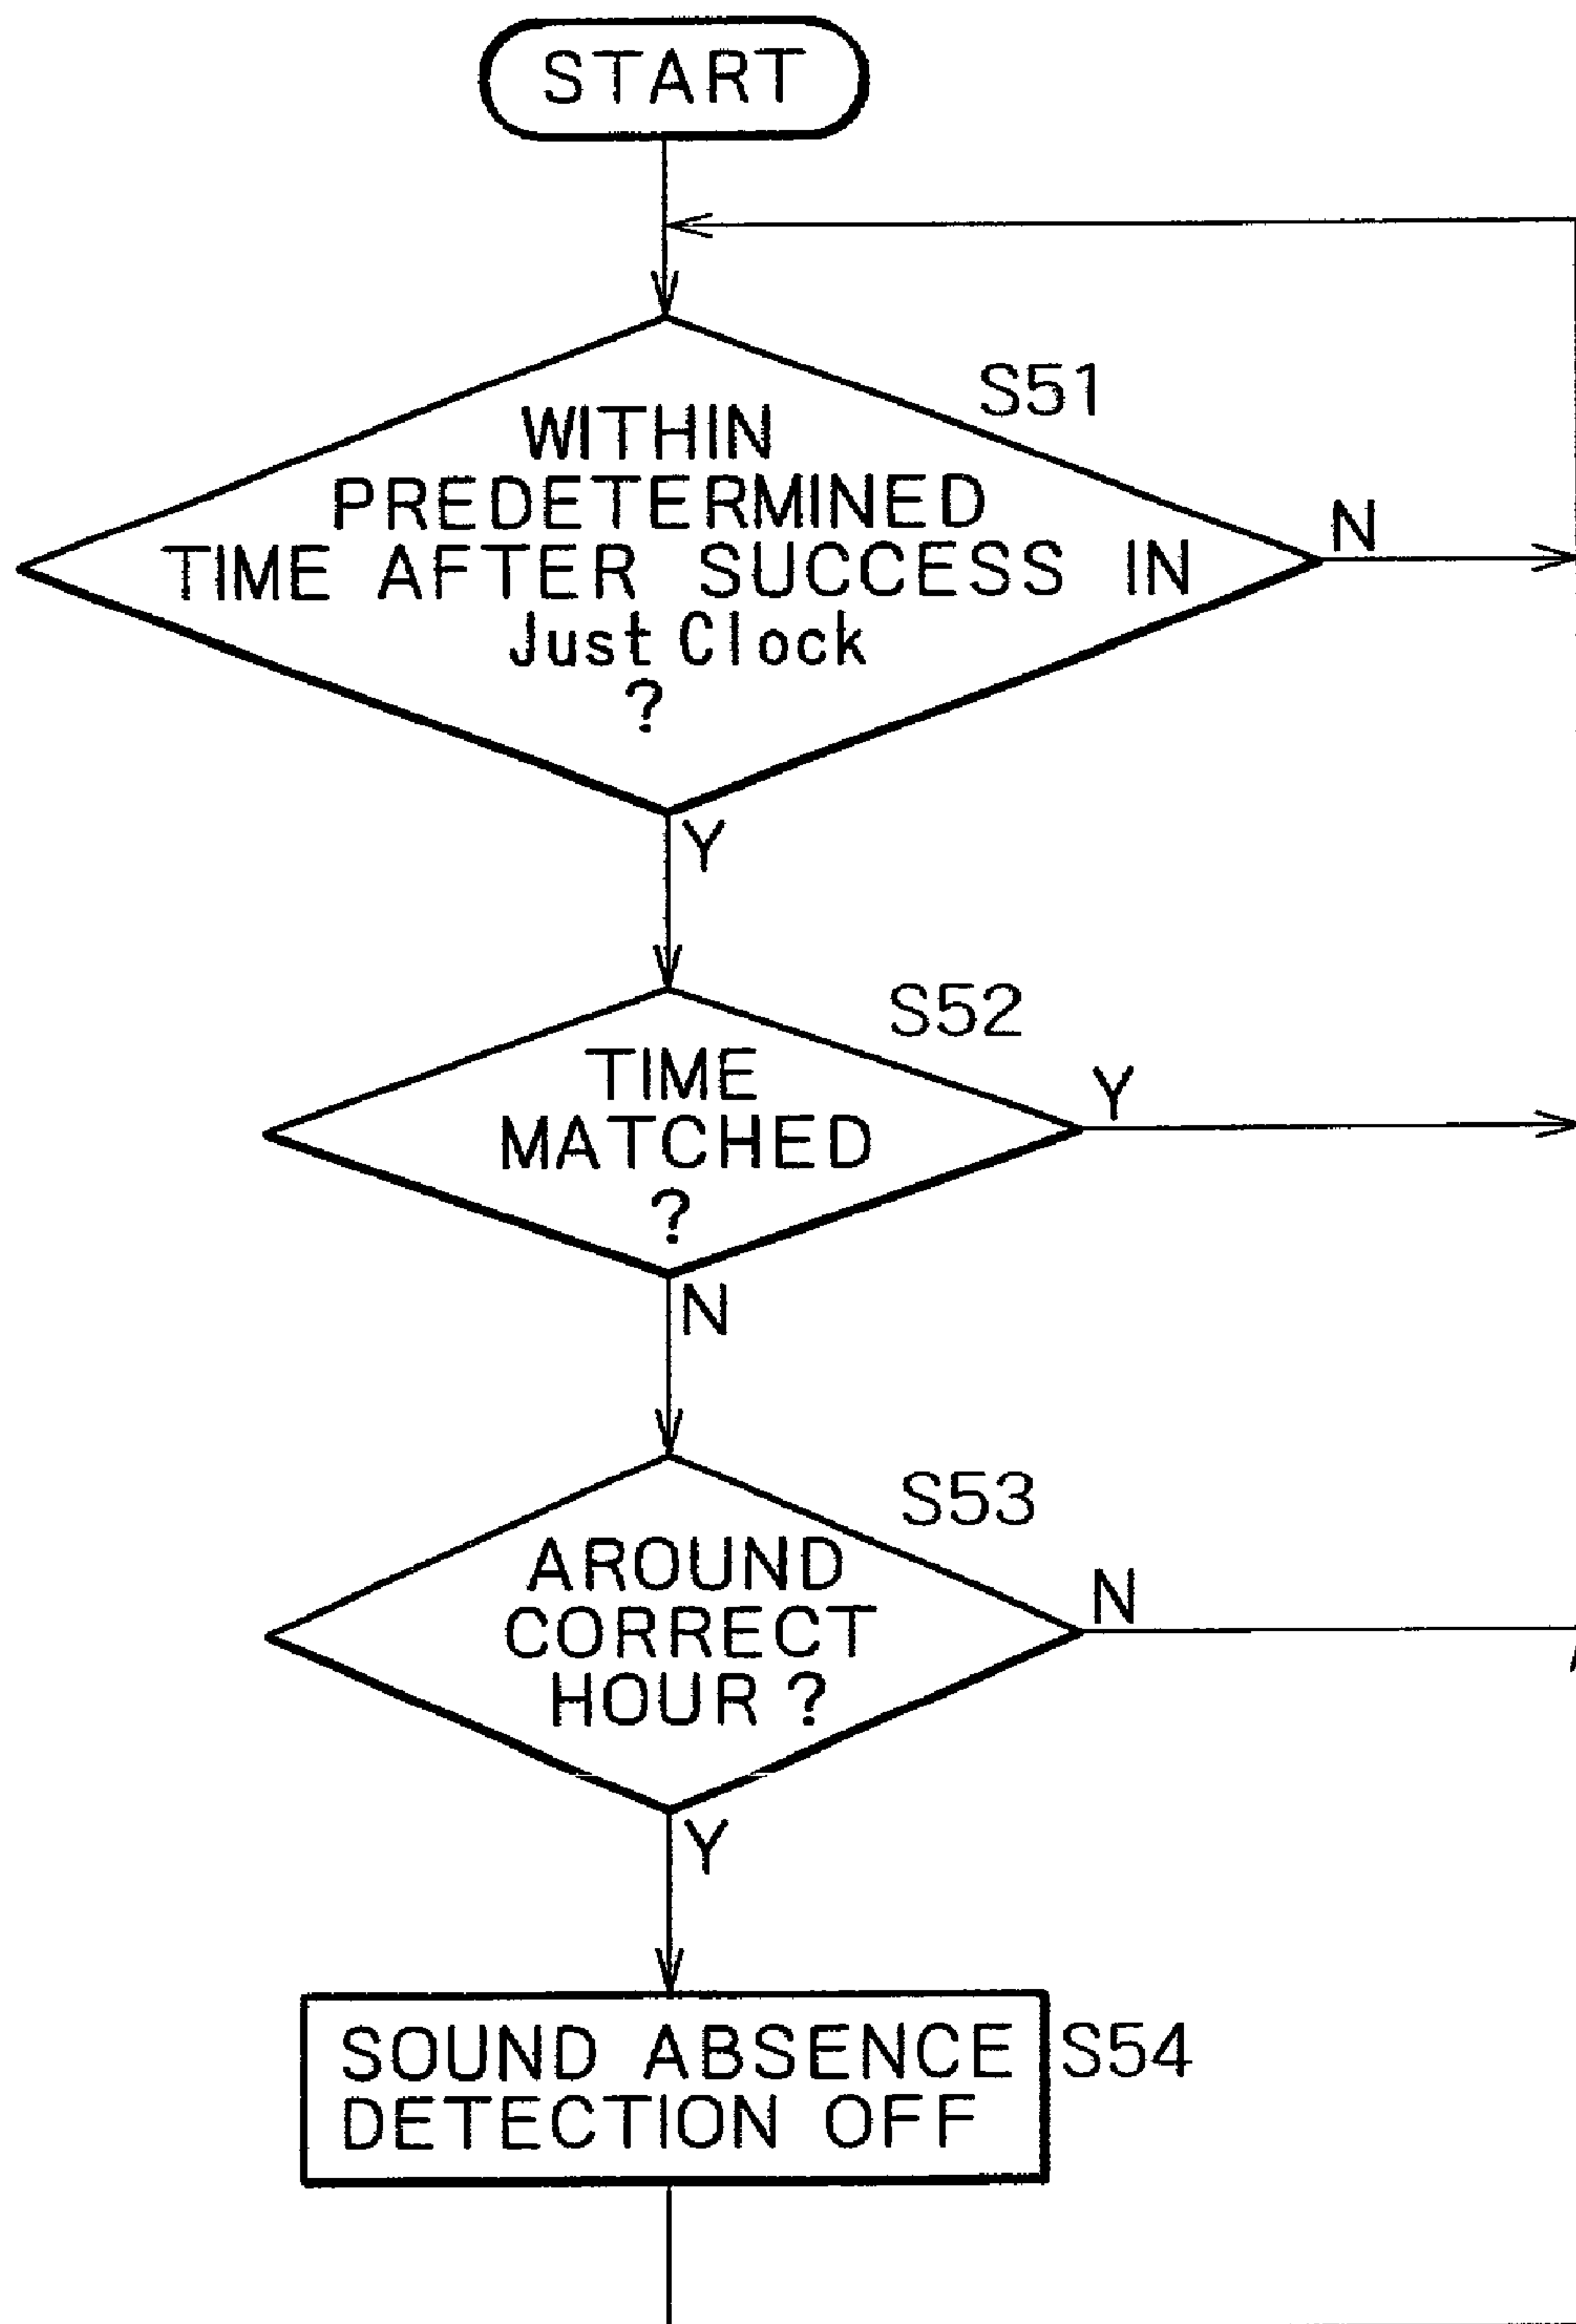 START
S51
WITHIN
PREDETERMINED
TIME AFTER SUCCESS IN
Just Clock
?
N
Y
S52
TIME
MATCHED
?
Y
N
S53
AROUND
CORRECT
HOUR ?
N
Y
SOUND ABSENCE
DETECTION OFF
S54